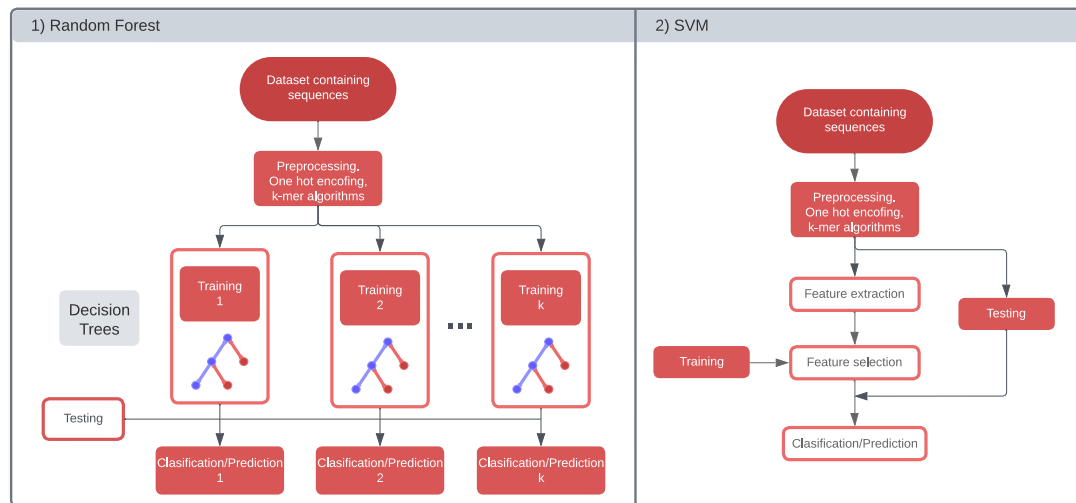 1) Random Forest
Dataset containing
sequences
Preprocessing.
One hot encofing,
k-mer algorithms
Training
1
Training
2
...
Training
k
Decision
Trees
Testing
Clasification/Prediction
1
Clasification/Prediction
2
Clasification/Prediction
k
2) SVM
Dataset containing
sequences
Preprocessing.
One hot encofing,
k-mer algorithms
Feature extraction
Testing
Training
Feature selection
Clasification/Prediction